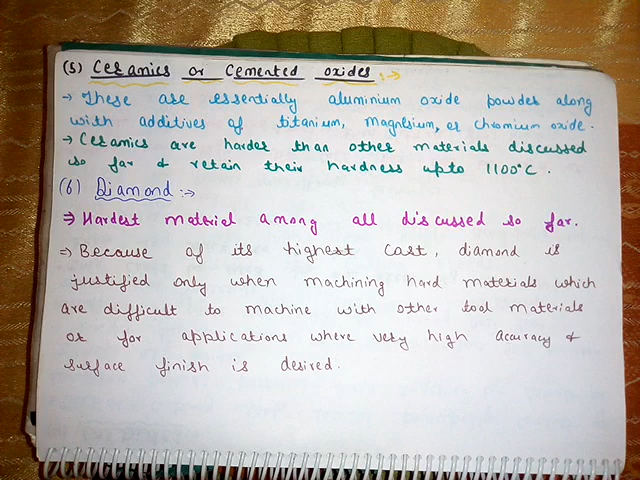 (5) Ceramics or Cemented oxides :→
→ These are essentially aluminium oxide powder along
with additives of titanium, magnesium, or chromium oxide.
→ Ceramics are harder than other materials discussed
so far & retain their hardness upto 1100°C.
(6) Diamond :→
⇒ Hardest material among all discussed so far.
⇒ Because of its highest cost, diamond is
justified only when machining hard materials which
are difficult to machine with other tool materials
or for applications where very high accuracy &
surface finish is desired.